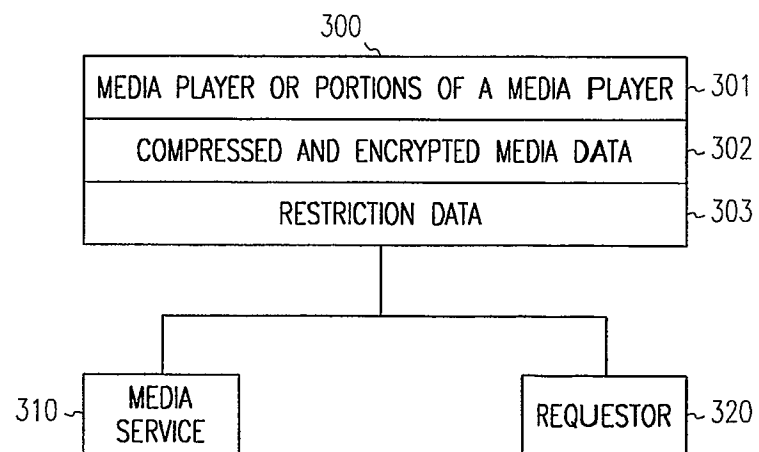 300
MEDIA PLAYER OR PORTIONS OF A MEDIA PLAYER
301
COMPRESSED AND ENCRYPTED MEDIA DATA
302
RESTRICTION DATA
303
310
MEDIA
SERVICE
REQUESTOR
320